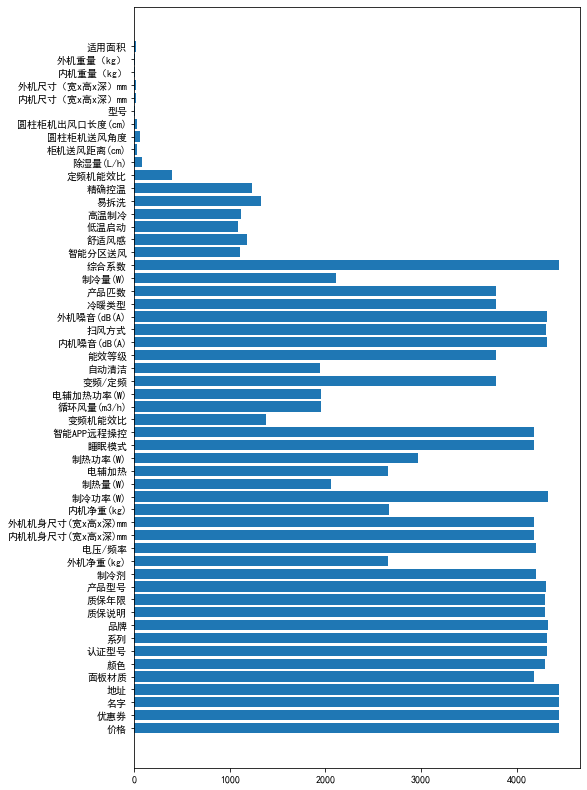 适用面积
外机重量（kg）
内机重量（kg）
外机尺寸（宽x高x深）mm
内机尺寸（宽x高x深）mm
型号
圆柱柜机出风口长度(cm)
圆柱柜机送风角度
柜机送风距离(cm)
除湿量(L/h)
定频机能效比
精确控温
易拆洗
高温制冷
低温启动
舒适风感
智能分区送风
综合系数
制冷量(W)
产品匹数
冷暖类型
外机噪音(dB(A)
扫风方式
内机噪音(dB(A)
能效等级
自动清洁
变频/定频
电辅加热功率(W)
循环风量(m3/h)
变频机能效比
智能APP远程操控
睡眠模式
制热功率(W)
电辅加热
制热量(W)
制冷功率(W)
内机净重(kg)
外机机身尺寸(宽x高x深)mm
内机机身尺寸(宽x高x深)mm
电压/频率
外机净重(kg)
制冷剂
产品型号
质保年限
质保说明
品牌
系列
认证型号
颜色
面板材质
地址
名字
优惠券
价格
0 1000 2000 3000 4000